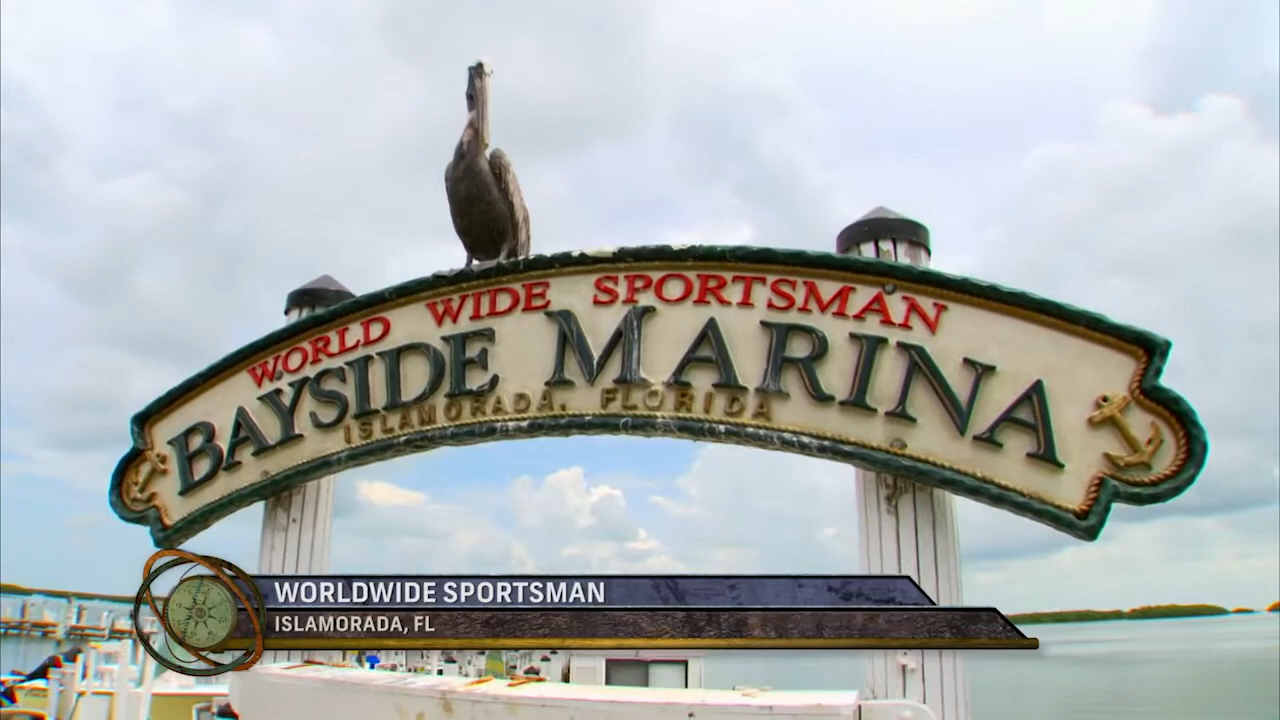 WORLD WIDE SPORTSMAN
BAYSIDE MARINA
ISLAMORADA, FLORIDA
WORLDWIDE SPORTSMAN
ISLAMORADA, FL